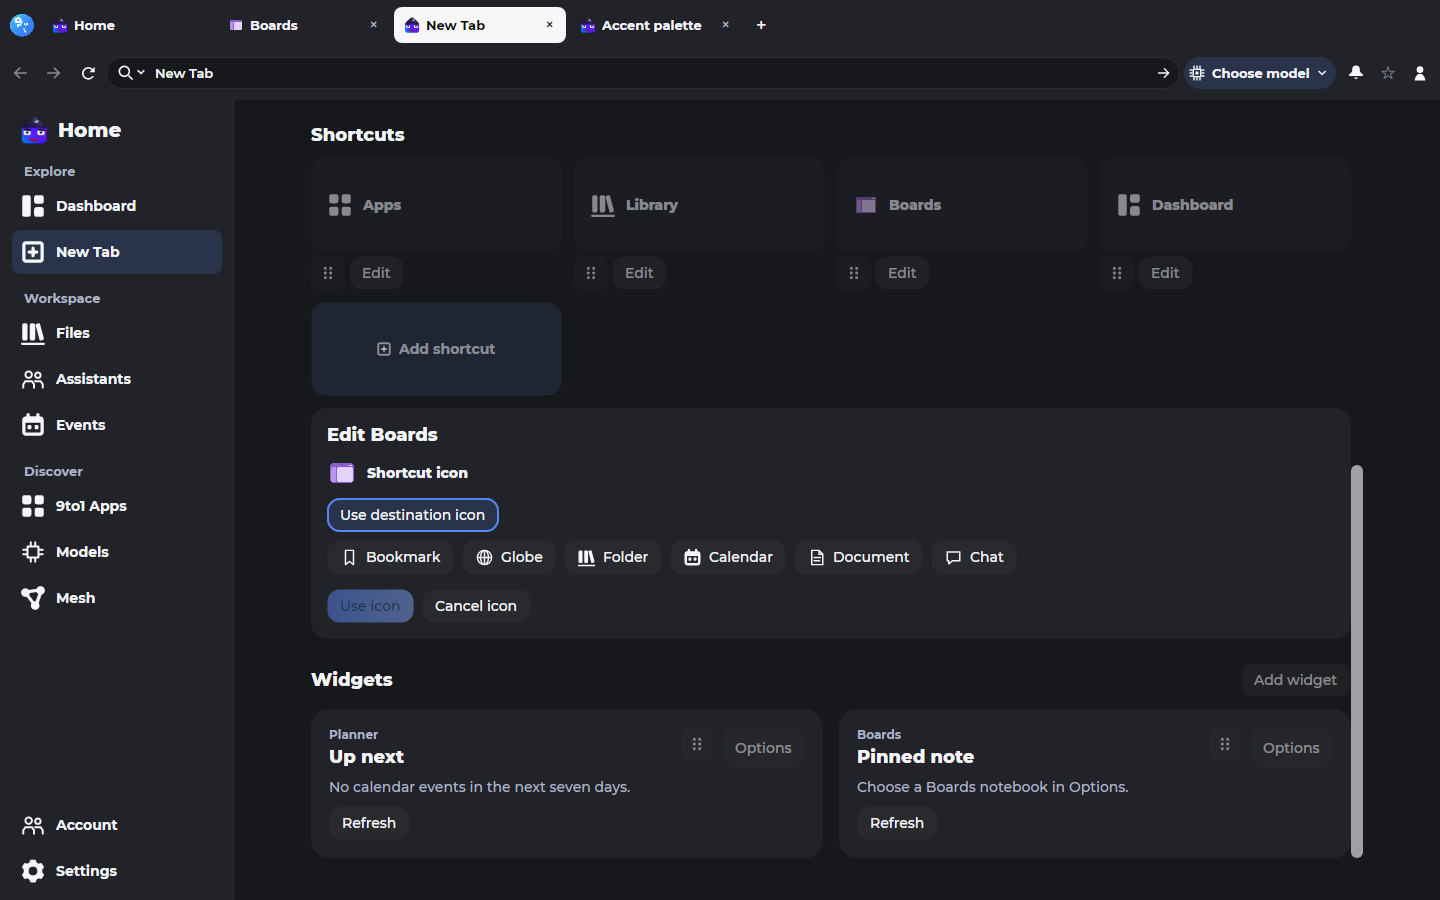 Home
Boards
New Tab
Accent palette
New Tab
Choose model
Home
Explore
Dashboard
New Tab
Workspace
Files
Assistants
Events
Discover
9to1 Apps
Models
Mesh
Account
Settings
Shortcuts
Apps
Library
Boards
Dashboard
Edit
Edit
Edit
Edit
Add shortcut
Edit Boards
Shortcut icon
Use destination icon
Bookmark
Globe
Folder
Calendar
Document
Chat
Use icon
Cancel icon
Widgets
Add widget
Planner
Up next
Options
No calendar events in the next seven days.
Refresh
Boards
Pinned note
Options
Choose a Boards notebook in Options.
Refresh